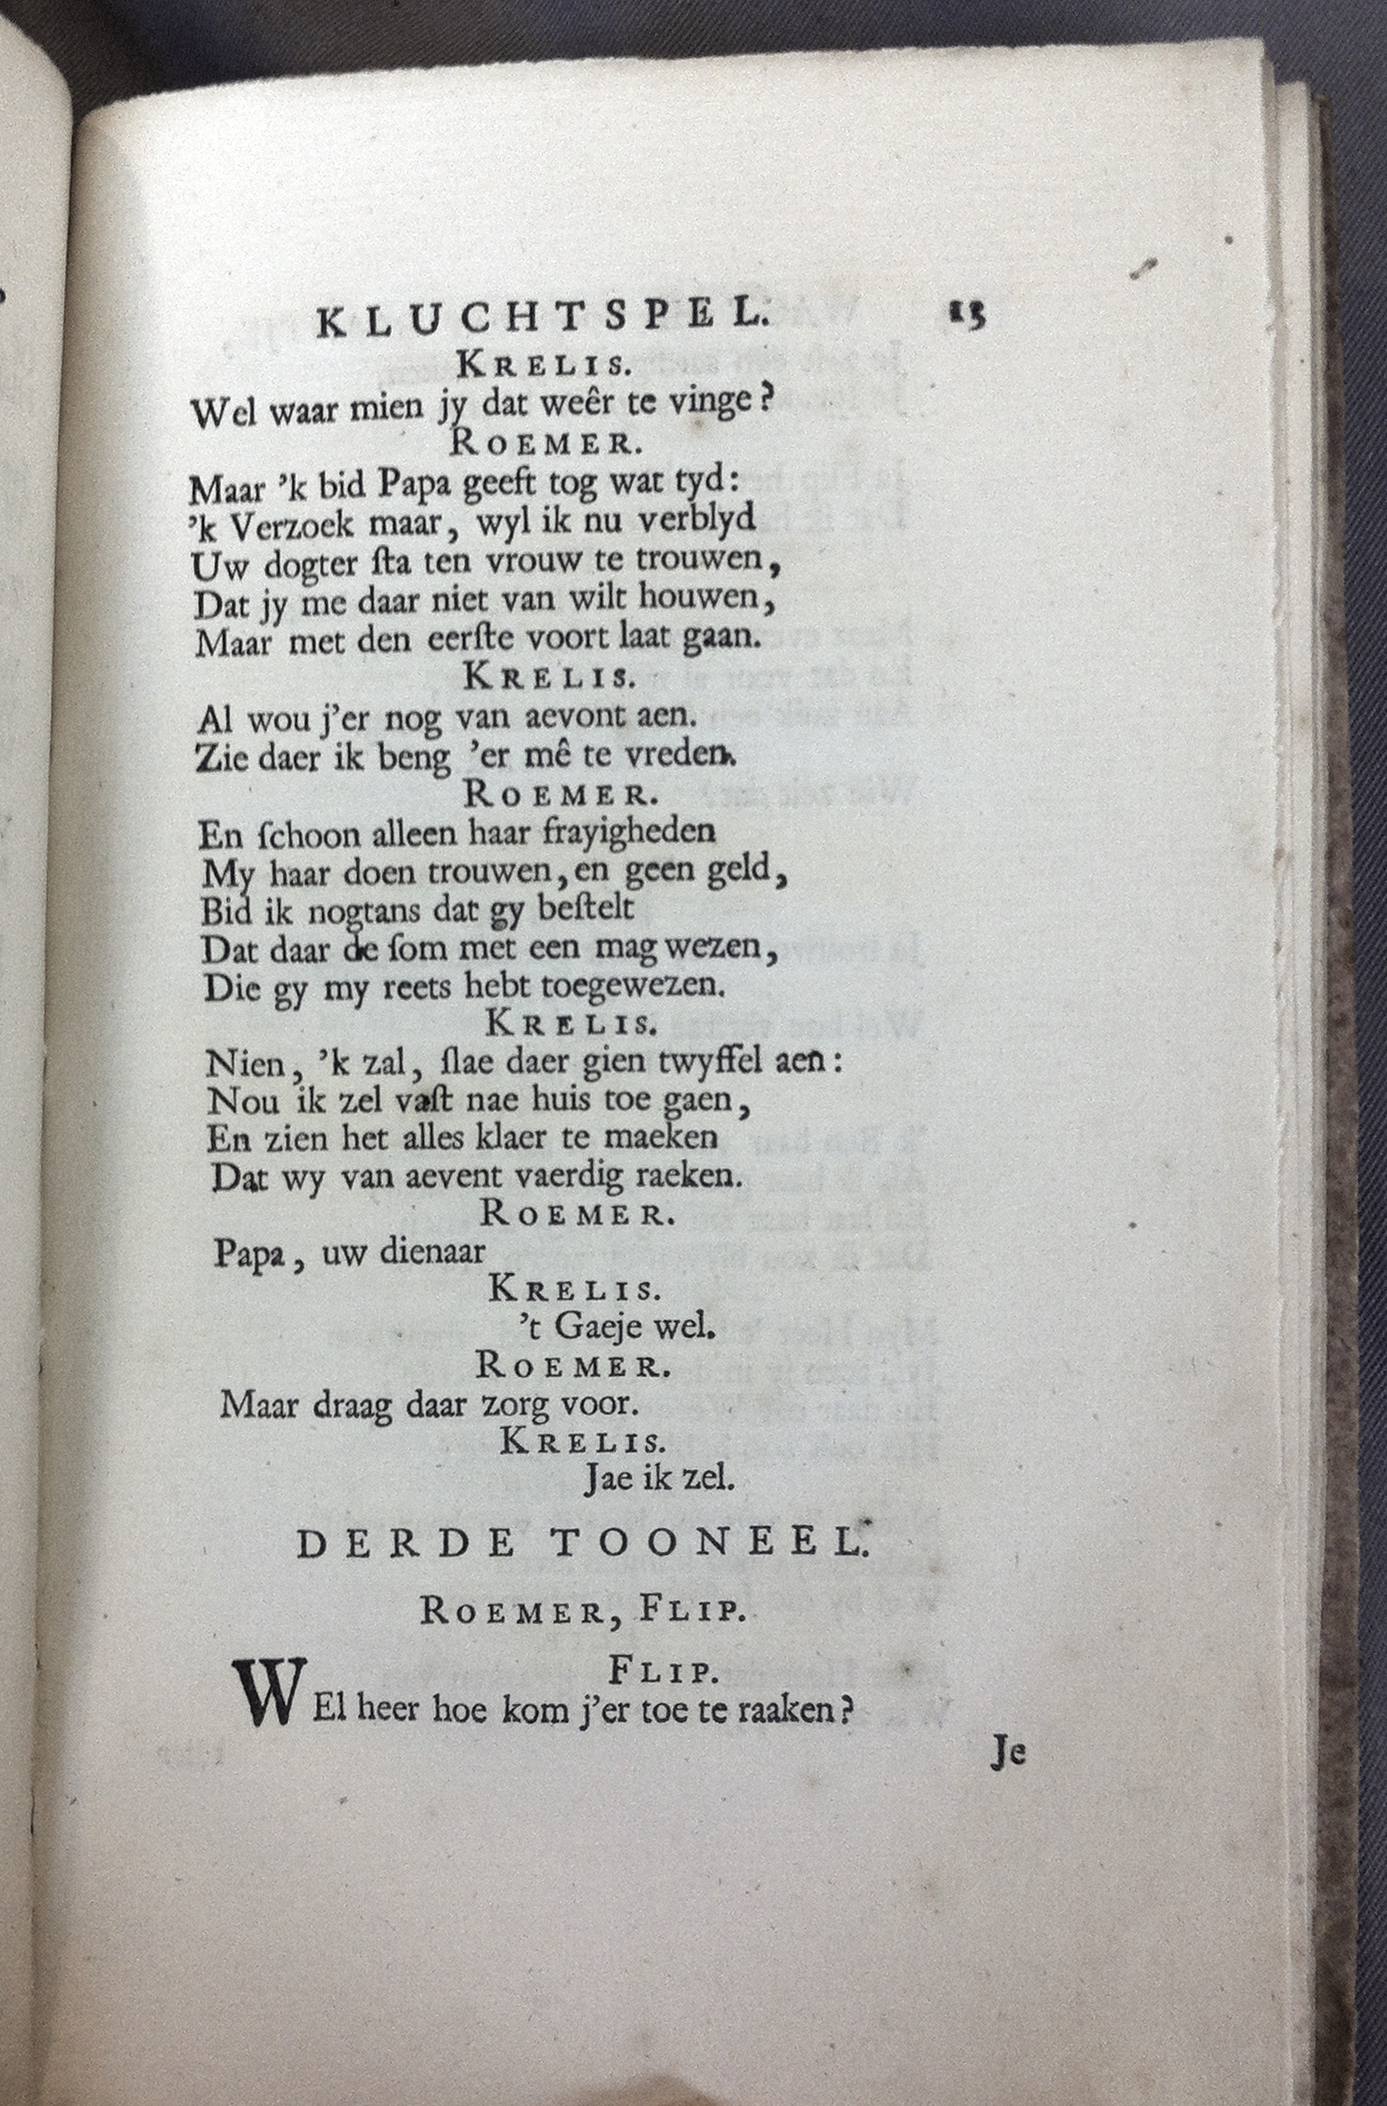 KLUCHTSPEL. 13
KRELIS.
Wel waar mien jy dat weêr te vinge?
ROEMER.
Maar 'k bid Papa geeft tog wat tyd:
'k Verzoek maar, wyl ik nu verblyd
Uw dogter ſta ten vrouw te trouwen,
Dat jy me daar niet van wilt houwen,
Maar met den eerſte voort laat gaan.
KRELIS.
Al wou j'er nog van aevont aen.
Zie daer ik beng 'er mê te vreden.
ROEMER.
En ſchoon alleen haar frayigheden
My haar doen trouwen, en geen geld,
Bid ik nogtans dat gy beſtelt
Dat daar de ſom met een mag wezen,
Die gy my reets hebt toegewezen.
KRELIS.
Nien, 'k zal, ſlae daer gien twyffel aen:
Nou ik zel vaſt nae huis toe gaen,
En zien het alles klaer te maeken
Dat wy van aevent vaerdig raeken.
ROEMER.
Papa, uw dienaar
KRELIS.
't Gaeje wel.
ROEMER.
Maar draag daar zorg voor.
KRELIS.
Jae ik zel.
DERDE TOONEEL.
ROEMER, FLIP.
FLIP.
WEl heer hoe kom j'er toe te raaken?
Je